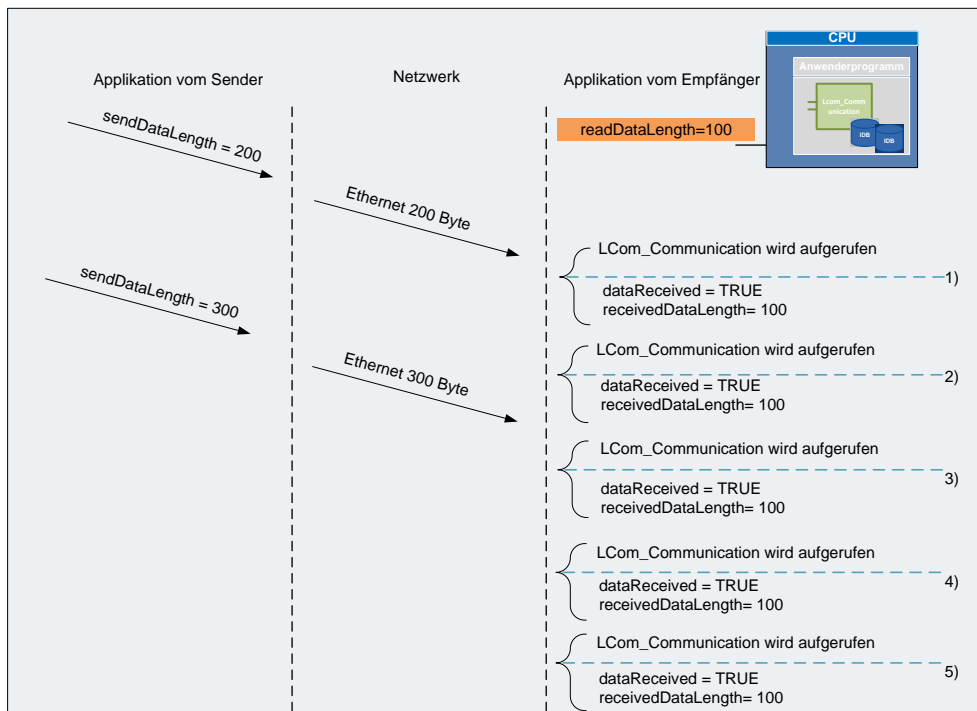 CPU
Anwenderprogramm
Lcom_Comm
unication
IDB
IDB
Applikation vom Sender
Netzwerk
Applikation vom Empfänger
sendDataLength = 200
readDataLength=100
Ethernet 200 Byte
LCom_Communication wird aufgerufen
1)
dataReceived = TRUE
receivedDataLength= 100
sendDataLength = 300
Ethernet 300 Byte
LCom_Communication wird aufgerufen
2)
dataReceived = TRUE
receivedDataLength= 100
LCom_Communication wird aufgerufen
3)
dataReceived = TRUE
receivedDataLength= 100
LCom_Communication wird aufgerufen
4)
dataReceived = TRUE
receivedDataLength= 100
LCom_Communication wird aufgerufen
5)
dataReceived = TRUE
receivedDataLength= 100